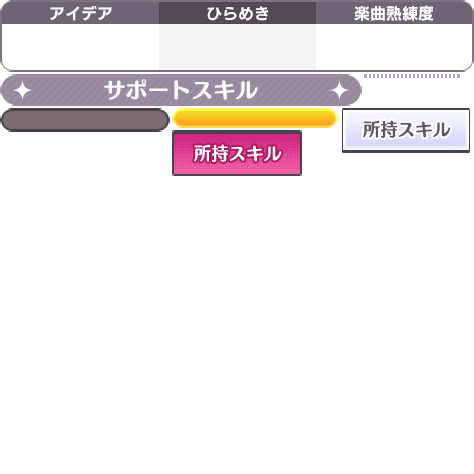 アイデア ひらめき 楽曲熟練度
サポートスキル
所持スキル
所持スキル